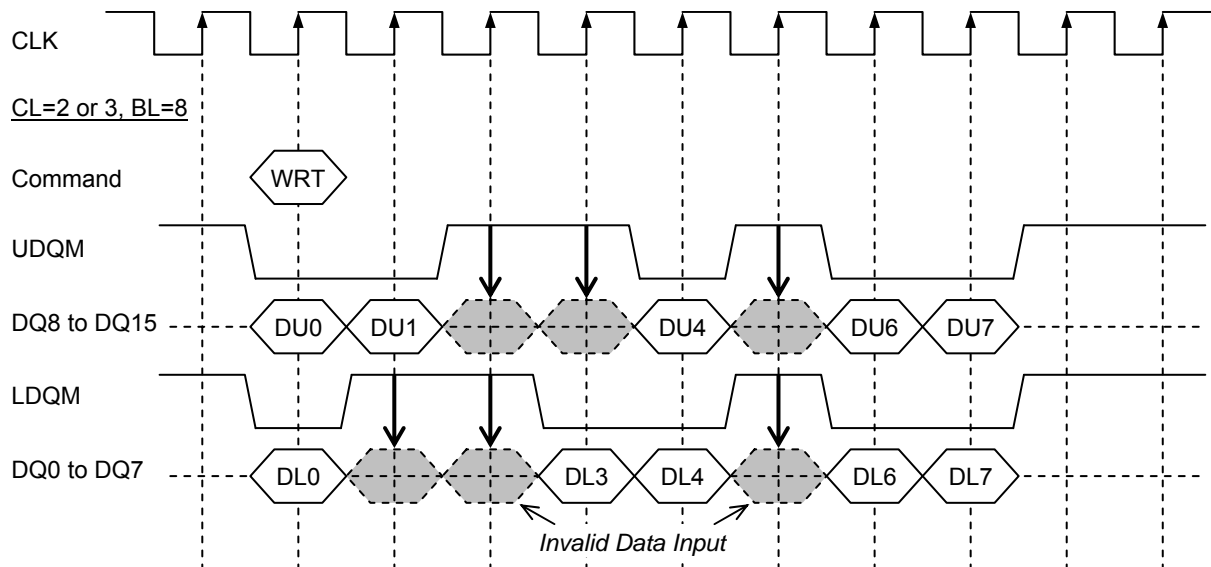 CLK
CL=2 or 3, BL=8
Command
WRT
UDQM
DQ8 to DQ15
DU0 DU1 DU4 DU6 DU7
LDQM
DQ0 to DQ7
DL0 DL3 DL4 DL6 DL7
Invalid Data Input